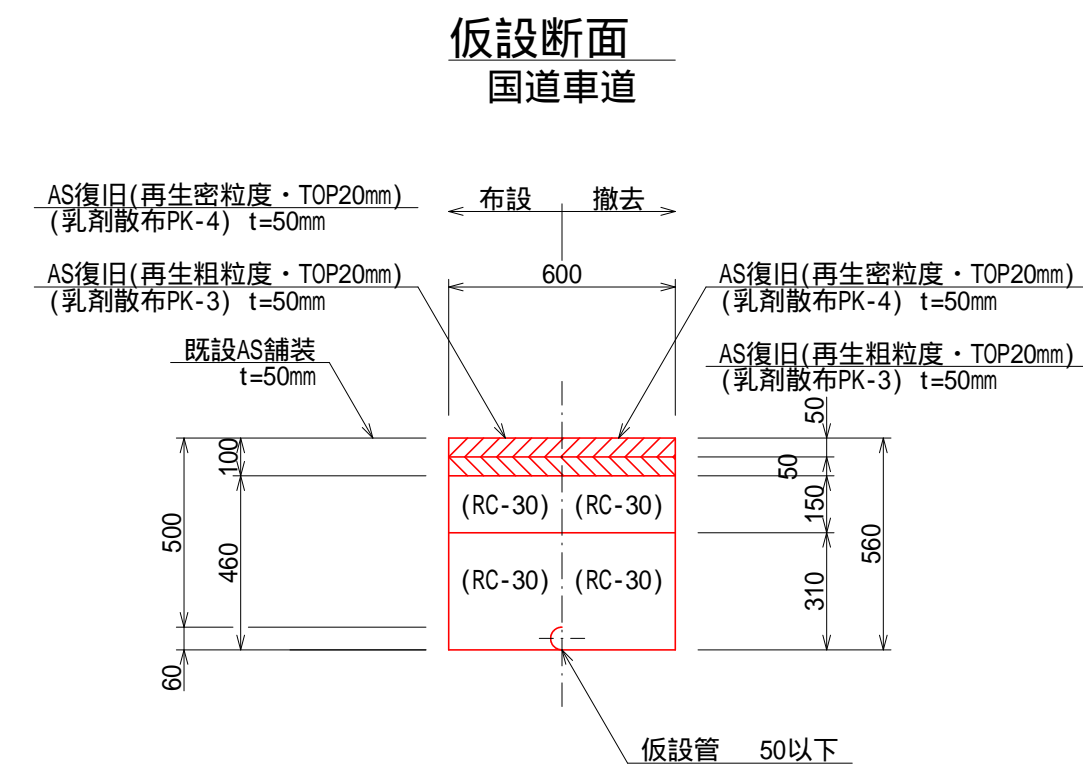 仮設断面
国道車道
AS復旧(再生密粒度・TOP20mm)
(乳剤散布PK-4) t=50mm
布設 撤去
AS復旧(再生粗粒度・TOP20mm)
(乳剤散布PK-3) t=50mm
600
AS復旧(再生密粒度・TOP20mm)
(乳剤散布PK-4) t=50mm
既設AS舗装
t=50mm
AS復旧(再生粗粒度・TOP20mm)
(乳剤散布PK-3) t=50mm
50
100
50
(RC-30) (RC-30)
150
500
460
560
(RC-30) (RC-30)
310
60
仮設管 50以下